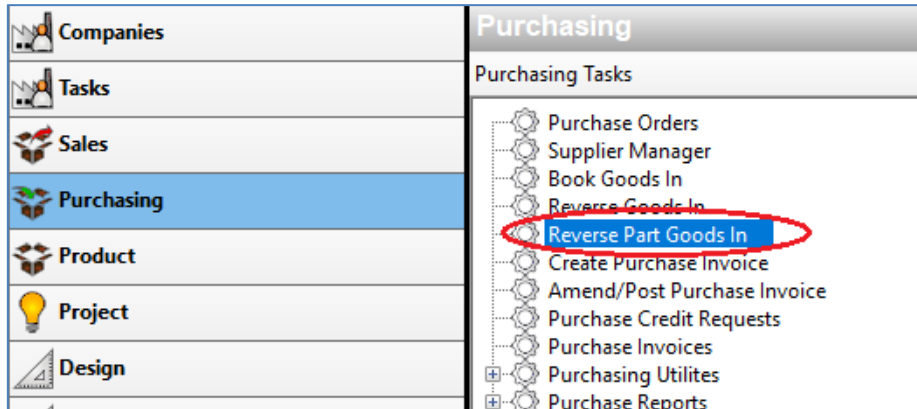 Companies
Tasks
Sales
Purchasing
Product
Project
Design
Purchasing
Purchasing Tasks
Purchase Orders
Supplier Manager
Book Goods In
Reverse Goods In
Reverse Part Goods In
Create Purchase Invoice
Amend/Post Purchase Invoice
Purchase Credit Requests
Purchase Invoices
Purchasing Utilites
Purchase Reports